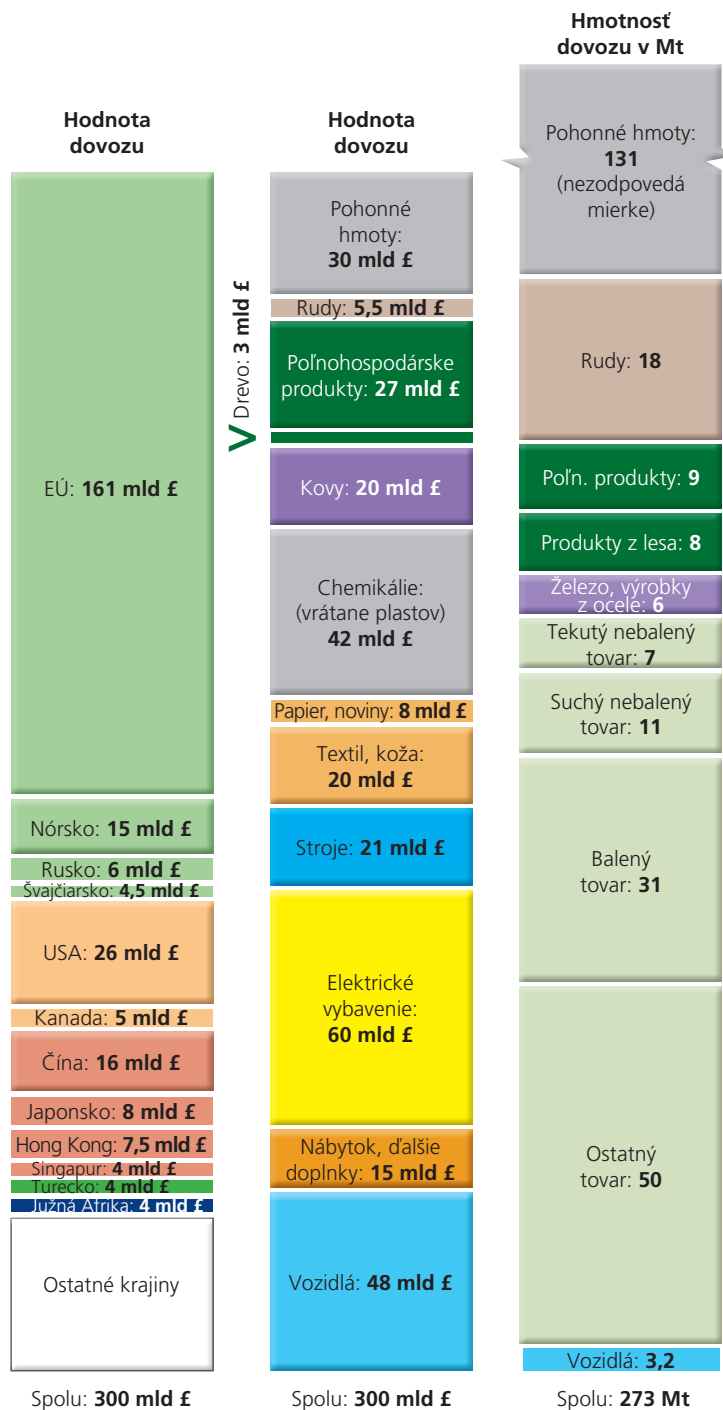 Hodnota
dovozu
EÚ: 161 mld £
Nórsko: 15 mld £
Rusko: 6 mld £
Švajčiarsko: 4,5 mld £
USA: 26 mld £
Kanada: 5 mld £
Čína: 16 mld £
Japonsko: 8 mld £
Hong Kong: 7,5 mld £
Singapur: 4 mld £
Turecko: 4 mld £
Južná Afrika: 4 mld £
Ostatné krajiny
Spolu: 300 mld £
Hodnota
dovozu
Pohonné
hmoty:
30 mld £
Rudy: 5,5 mld £
Poľnohospodárske
produkty: 27 mld £
Drevo: 3 mld £
Kovy: 20 mld £
Chemikálie:
(vrátane plastov)
42 mld £
Papier, noviny: 8 mld £
Textil, koža:
20 mld £
Stroje: 21 mld £
Elektrické
vybavenie:
60 mld £
Nábytok, ďalšie
doplnky: 15 mld £
Vozidlá: 48 mld £
Spolu: 300 mld £
Hmotnosť
dovozu v Mt
Pohonné hmoty:
131
(nezodpovedá
mierke)
Rudy: 18
Poľn. produkty: 9
Produkty z lesa: 8
Železo, výrobky
z ocele: 6
Tekutý nebalený
tovar: 7
Suchý nebalený
tovar: 11
Balený
tovar: 31
Ostatný
tovar: 50
Vozidlá: 3,2
Spolu: 273 Mt